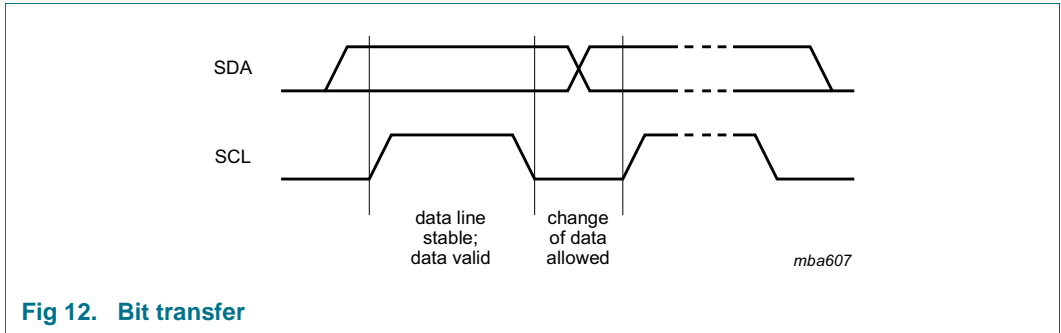 SDA
SCL
data line
stable;
data valid
change
of data
allowed
mba607
Fig 12. Bit transfer